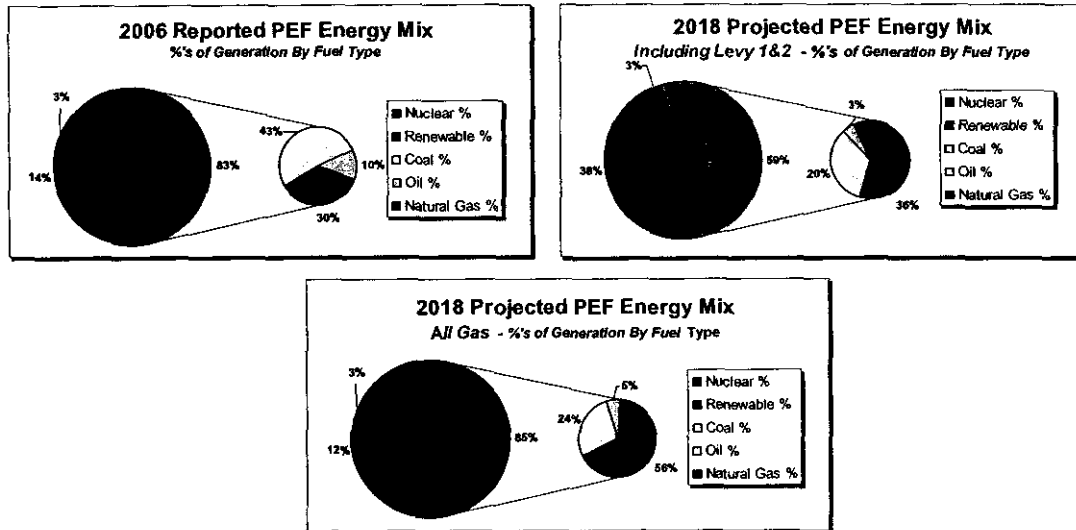 2006 Reported PEF Energy Mix
%'s of Generation By Fuel Type
3%
14%
83%
43%
10%
30%
Nuclear %
Renewable %
Coal %
Oil %
Natural Gas %
2018 Projected PEF Energy Mix
Including Levy 1&2 - %'s of Generation By Fuel Type
3%
38%
59%
3%
20%
36%
Nuclear %
Renewable %
Coal %
Oil %
Natural Gas %
2018 Projected PEF Energy Mix
All Gas - %'s of Generation By Fuel Type
3%
12%
85%
5%
24%
56%
Nuclear %
Renewable %
Coal %
Oil %
Natural Gas %